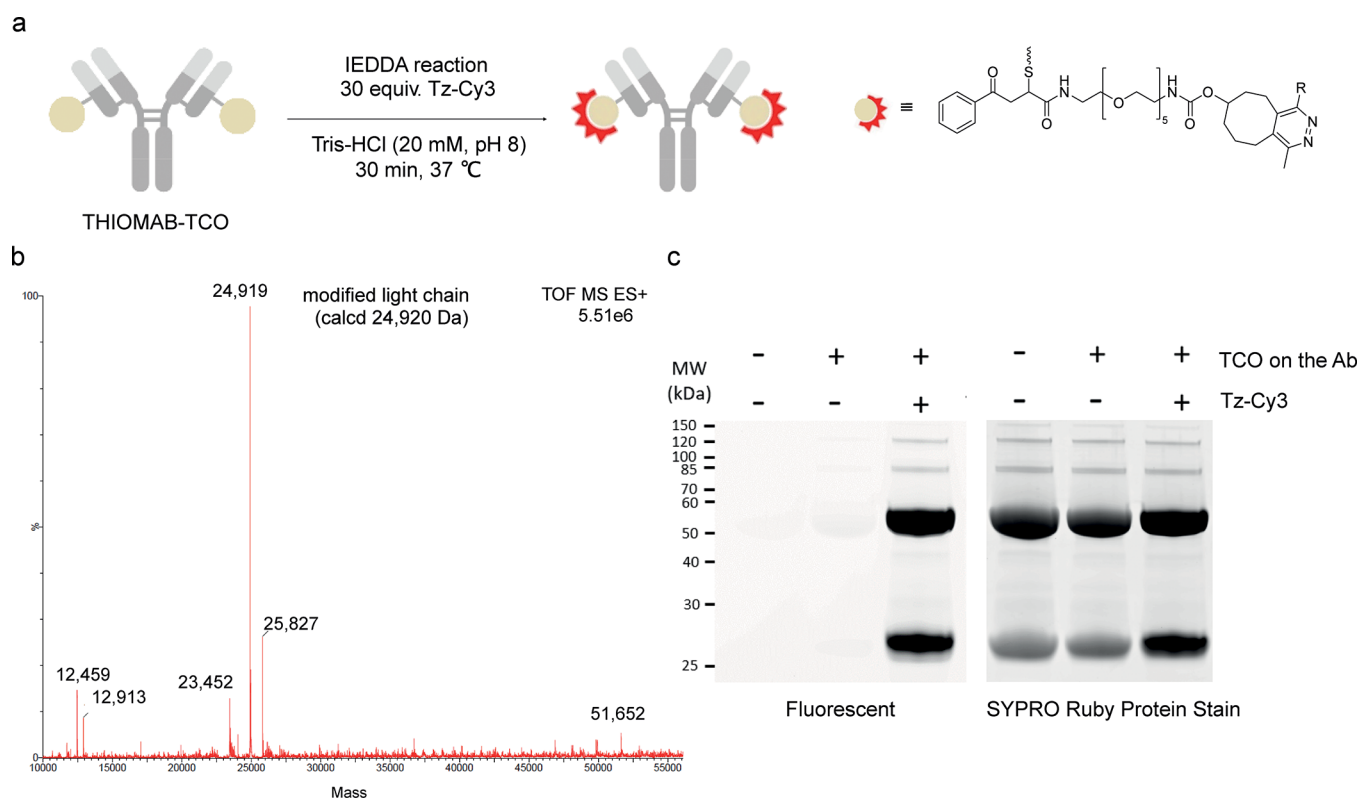 a
IEDDA reaction
30 equiv. Tz-Cy3
Tris-HCl (20 mM, pH 8)
30 min, 37 ℃
THIOMAB-TCO
≡
O
S
H
N
O
O
5
H
N
O
O
R
N
N
b
24,919
modified light chain
(calcd 24,920 Da)
TOF MS ES+
5.51e6
100
%
0
25,827
12,459
12,913
23,452
51,652
10000 15000 20000 25000 30000 35000 40000 45000 50000 55000
Mass
c
MW
(kDa)
- + + - + + TCO on the Ab
- - + - - + Tz-Cy3
150
120
100
85
70
60
50
40
30
25
Fluorescent
SYPRO Ruby Protein Stain